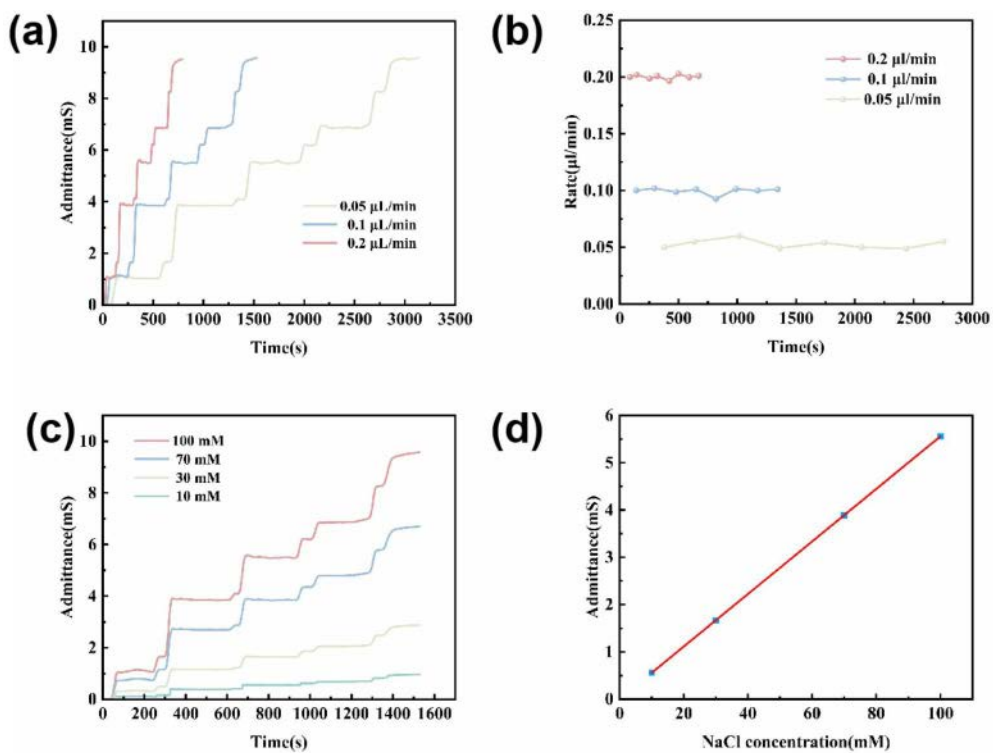 (a)
Admittance(mS)
10
8
6
4
2
0
0.05 μL/min
0.1 μL/min
0.2 μL/min
0 500 1000 1500 2000 2500 3000 3500
Time(s)
(b)
Rate(μl/min)
0.25
0.20
0.15
0.10
0.05
0.00
0.2 μl/min
0.1 μl/min
0.05 μl/min
0 500 1000 1500 2000 2500 3000
Time(s)
(c)
Admittance(mS)
10
8
6
4
2
0
100 mM
70 mM
30 mM
10 mM
0 200 400 600 800 1000 1200 1400 1600
Time(s)
(d)
Admittance(mS)
6
5
4
3
2
1
0
0 20 40 60 80 100
NaCl concentration(mM)